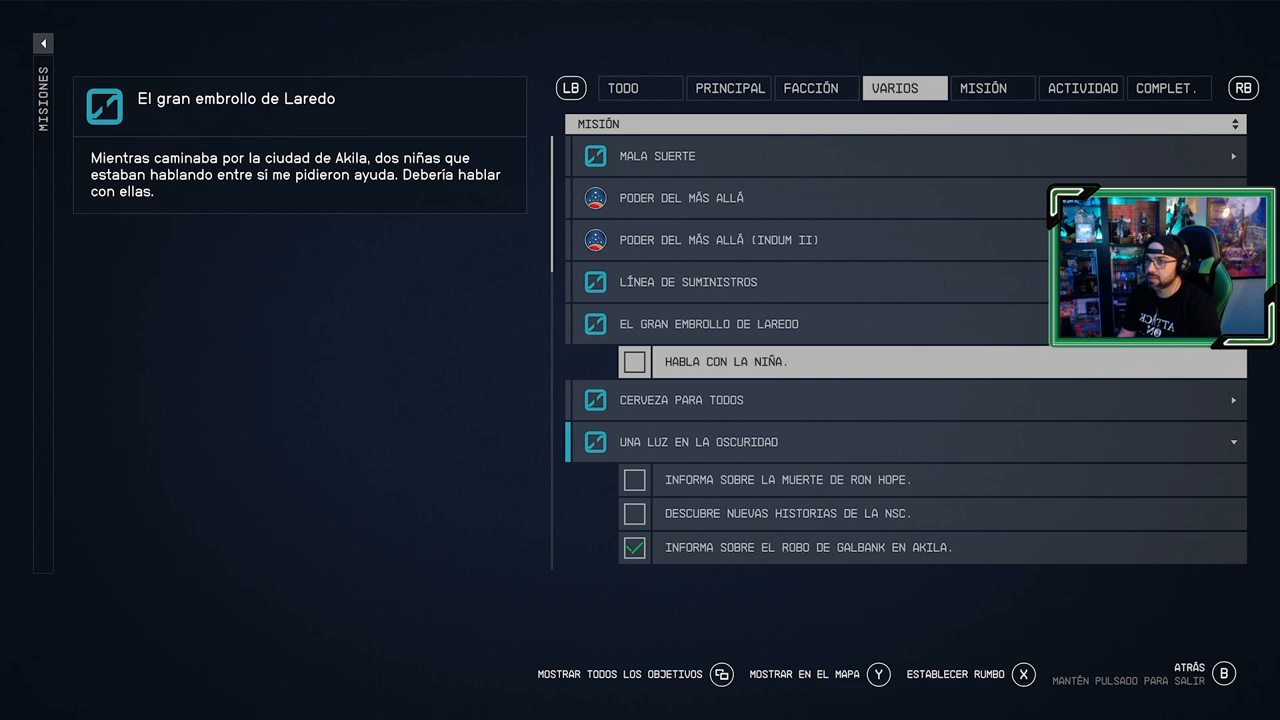 MISIONES
El gran embrollo de Laredo
Mientras caminaba por la ciudad de Akila, dos niñas que
estaban hablando entre sí me pidieron ayuda. Debería hablar
con ellas.
LB TODO PRINCIPAL FACCIÓN VARIOS MISIÓN ACTIVIDAD COMPLET. RB
MISIÓN
MALA SUERTE
PODER DEL MÁS ALLÁ
PODER DEL MÁS ALLÁ (INDUM II)
LÍNEA DE SUMINISTROS
EL GRAN EMBROLLO DE LAREDO
HABLA CON LA NIÑA.
CERVEZA PARA TODOS
UNA LUZ EN LA OSCURIDAD
INFORMA SOBRE LA MUERTE DE RON HOPE.
DESCUBRE NUEVAS HISTORIAS DE LA NSC.
INFORMA SOBRE EL ROBO DE GALBANK EN AKILA.
ATTACK
ON
MOSTRAR TODOS LOS OBJETIVOS MOSTRAR EN EL MAPA Y ESTABLECER RUMBO X ATRÁS B
MANTÉN PULSADO PARA SALIR